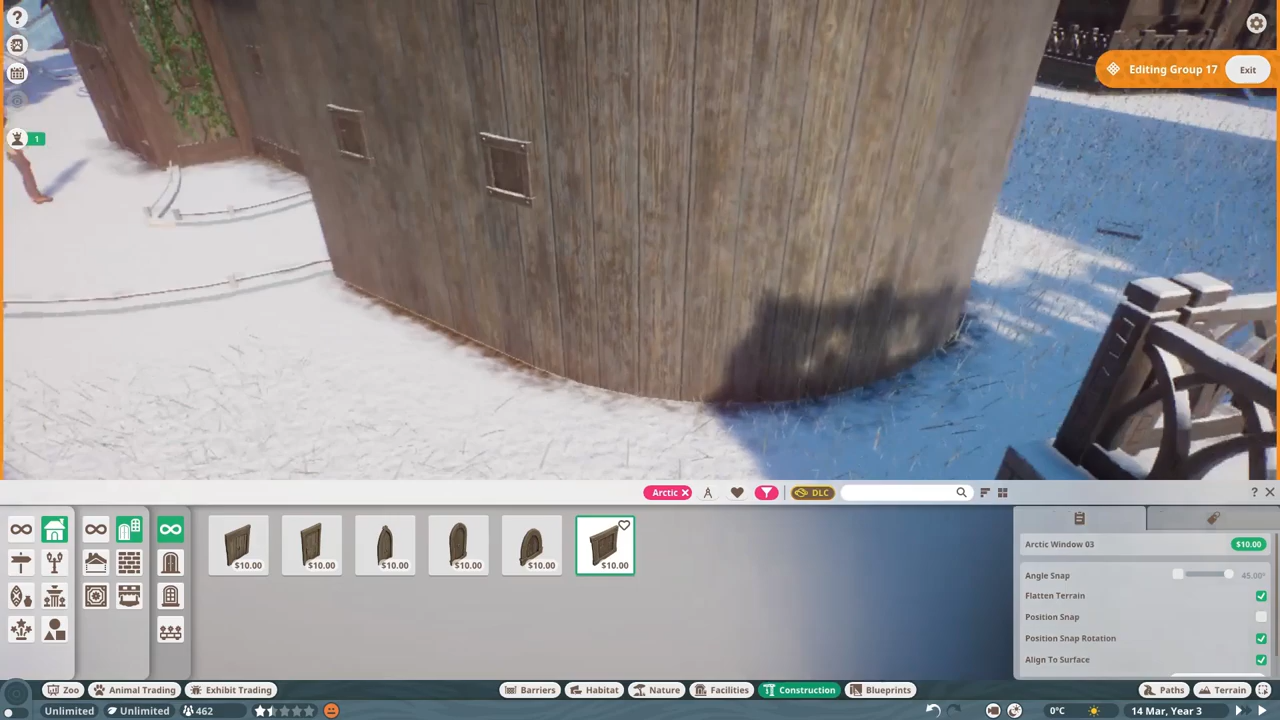 ?
1
Editing Group 17
Exit
Arctic
DLC
? ×
$10.00
$10.00
$10.00
$10.00
$10.00
$10.00
Arctic Window 03
$10.00
Angle Snap
45.00°
Flatten Terrain
Position Snap
Position Snap Rotation
Align To Surface
Zoo
Animal Trading
Exhibit Trading
Barriers
Habitat
Nature
Facilities
Construction
Blueprints
Paths
Terrain
Unlimited
Unlimited
462
0°C
14 Mar, Year 3